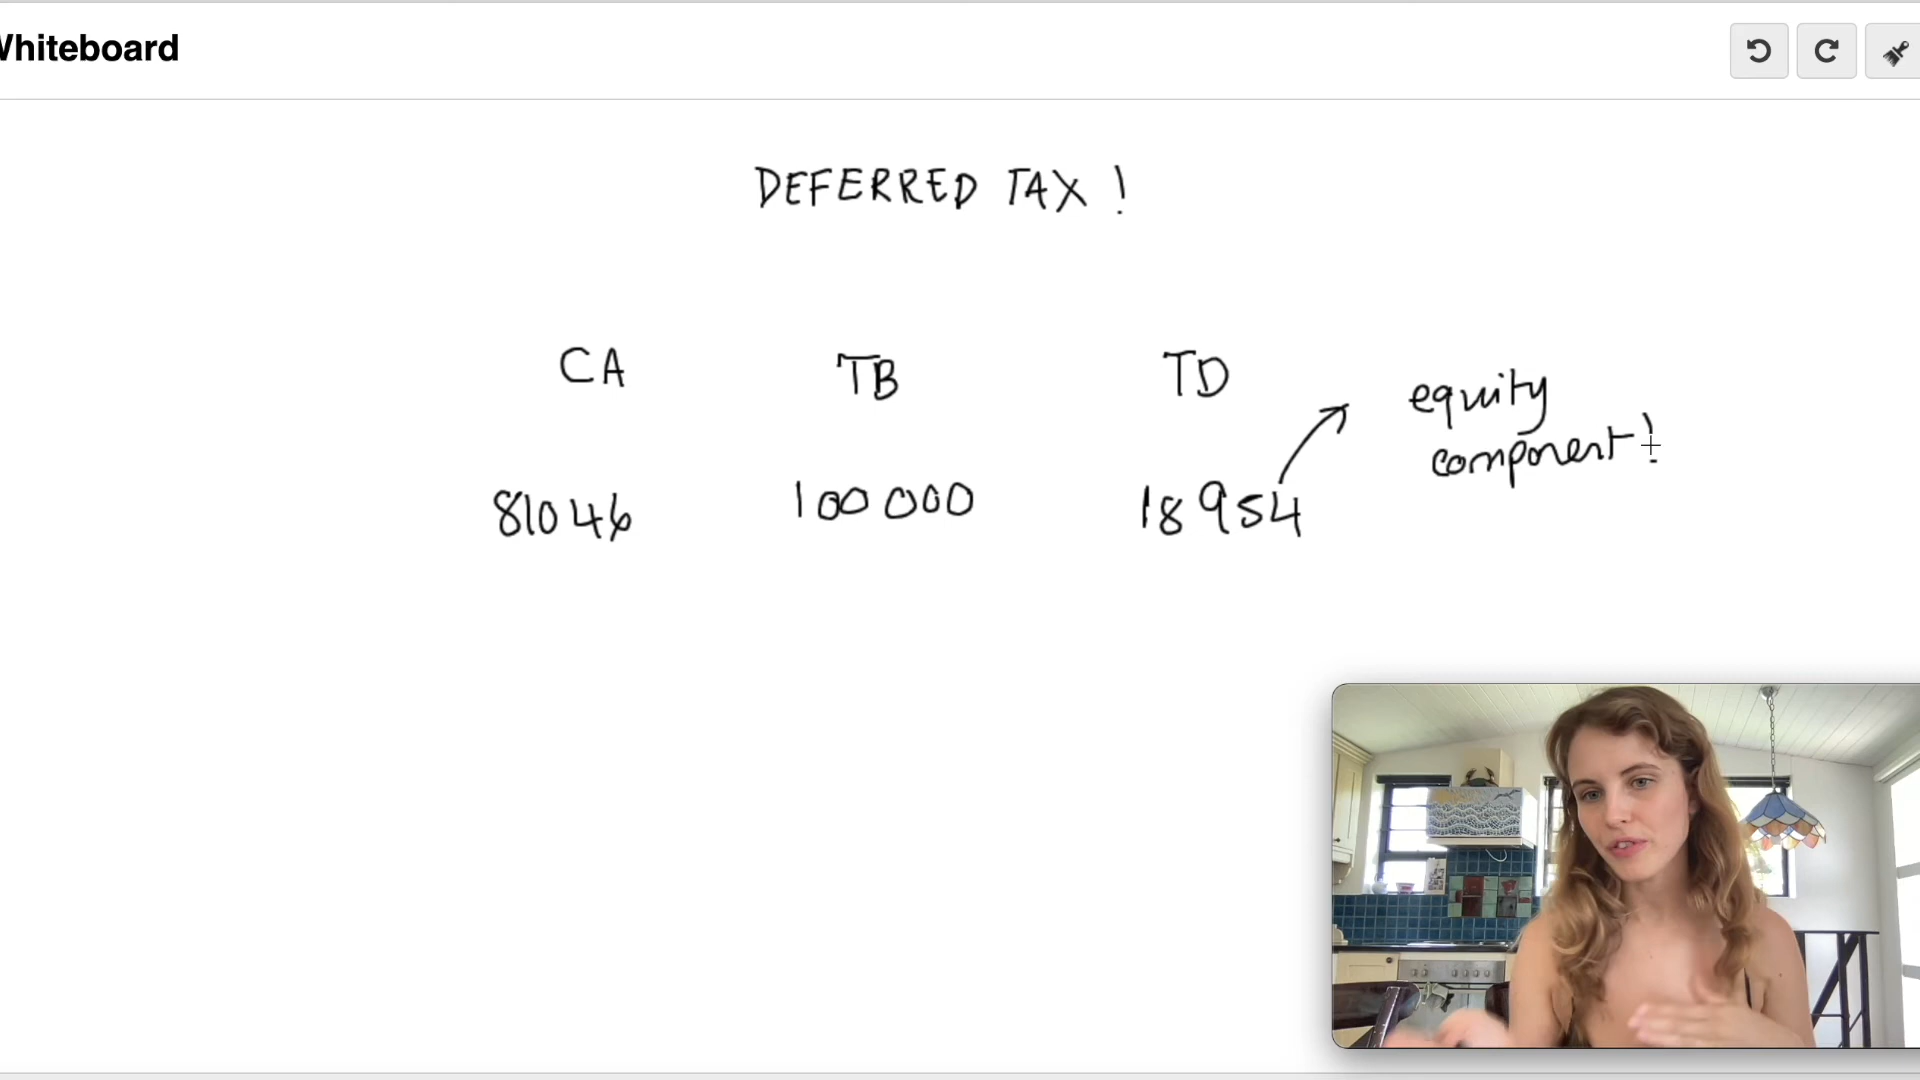 Whiteboard
DEFERRED TAX !
CA TB TD
equity
component!
81046 100 000 18 954